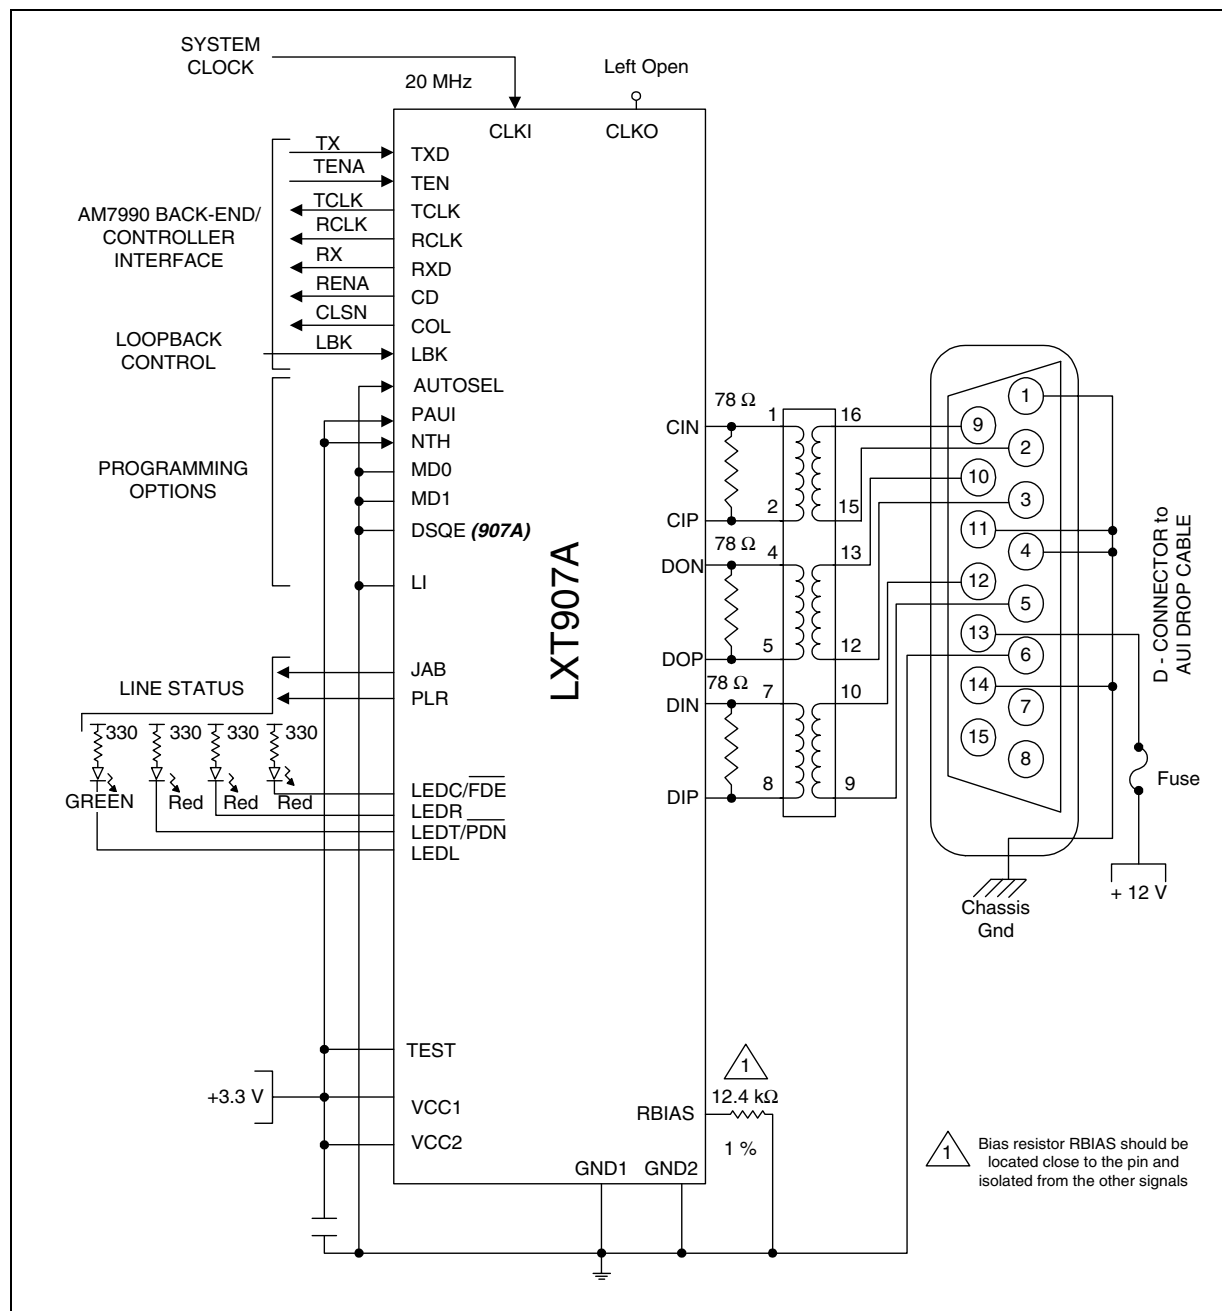 SYSTEM
CLOCK
20 MHz
Left Open
CLKI
CLKO
TX
TXD
TENA
TEN
TCLK
TCLK
RCLK
RCLK
RX
RXD
RENA
CD
CLSN
COL
LBK
LBK
AM7990 BACK-END/
CONTROLLER
INTERFACE
LOOPBACK
CONTROL
AUTOSEL
PAUI
NTH
MD0
MD1
DSQE (907A)
LI
PROGRAMMING
OPTIONS
JAB
PLR
LINE STATUS
330
330
330
330
GREEN
Red
Red
Red
LEDC/FDE
LEDR
LEDT/PDN
LEDL
LXT907A
CIN
78 Ω
1
16
CIP
2
15
DON
78 Ω
4
13
DOP
5
12
DIN
78 Ω
7
10
DIP
8
9
1
9
2
10
3
11
4
12
5
13
6
14
7
15
8
D - CONNECTOR to
AUI DROP CABLE
Fuse
+ 12 V
Chassis
Gnd
TEST
+3.3 V
VCC1
VCC2
RBIAS
1
12.4 kΩ
1 %
GND1
GND2
1
Bias resistor RBIAS should be
located close to the pin and
isolated from the other signals